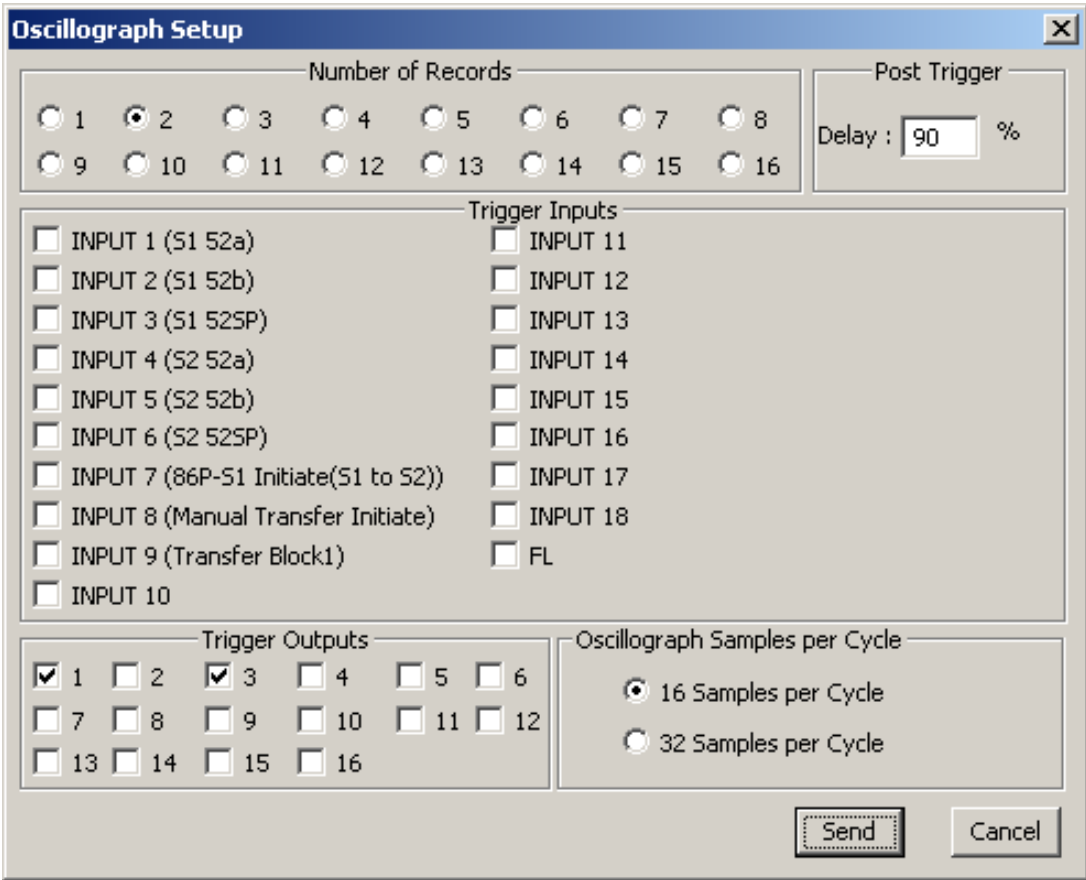 Oscillograph Setup
Number of Records
1 2 3 4 5 6 7 8
9 10 11 12 13 14 15 16
Post Trigger
Delay : 90 %
Trigger Inputs
INPUT 1 (S1 52a)
INPUT 2 (S1 52b)
INPUT 3 (S1 52SP)
INPUT 4 (S2 52a)
INPUT 5 (S2 52b)
INPUT 6 (S2 52SP)
INPUT 7 (86P-S1 Initiate(S1 to S2))
INPUT 8 (Manual Transfer Initiate)
INPUT 9 (Transfer Block1)
INPUT 10
INPUT 11
INPUT 12
INPUT 13
INPUT 14
INPUT 15
INPUT 16
INPUT 17
INPUT 18
FL
Trigger Outputs
1 2 3 4 5 6
7 8 9 10 11 12
13 14 15 16
Oscillograph Samples per Cycle
16 Samples per Cycle
32 Samples per Cycle
Send Cancel